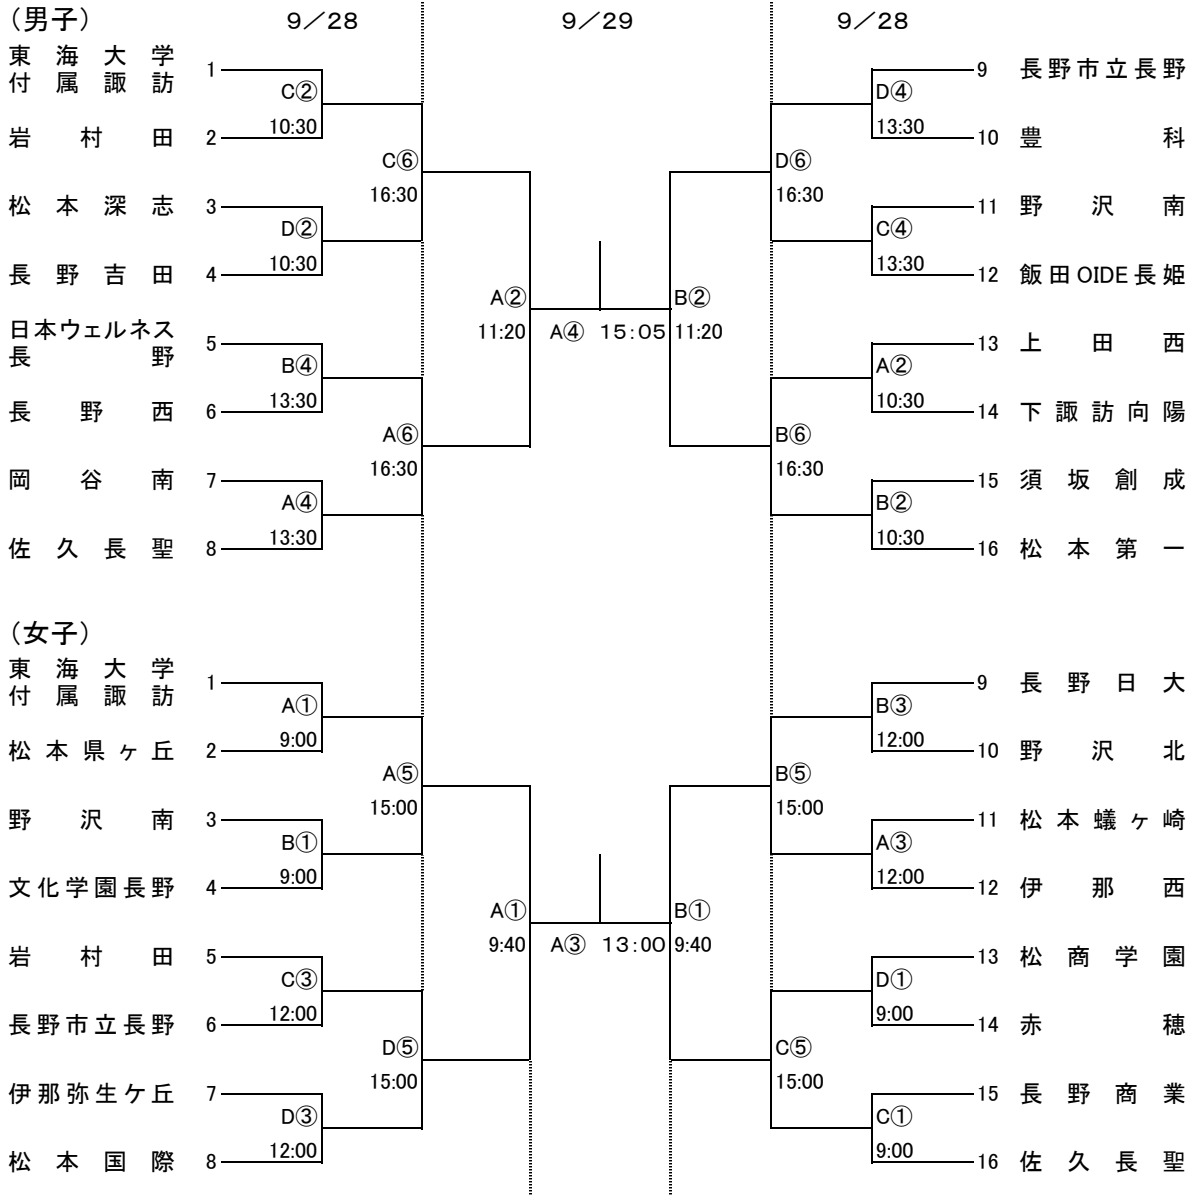 （男子）
9／28 9／29 9／28
東海大学
付属諏訪 1 9 長野市立長野
C② D④
10:30 13:30
岩村田 2 10 豊科
C⑥ D⑥
16:30 16:30
松本深志 3 11 野沢南
D② C④
10:30 13:30
長野吉田 4 12 飯田OIDE長姫
A② B②
11:20 A④ 15:05 11:20
日本ウェルネス
長野 5 13 上田西
B④ A②
13:30 10:30
長野西 6 14 下諏訪向陽
A⑥ B⑥
16:30 16:30
岡谷南 7 15 須坂創成
A④ B②
13:30 10:30
佐久長聖 8 16 松本第一
（女子）
東海大学
付属諏訪 1 9 長野日大
A① B③
9:00 12:00
松本県ヶ丘 2 10 野沢北
A⑤ B⑤
15:00 15:00
野沢南 3 11 松本蟻ヶ崎
B① A③
9:00 12:00
文化学園長野 4 12 伊那西
A① B①
9:40 A③ 13:00 9:40
岩村田 5 13 松商学園
C③ D①
12:00 9:00
長野市立長野 6 14 赤穂
D⑤ C⑤
15:00 15:00
伊那弥生ケ丘 7 15 長野商業
D③ C①
12:00 9:00
松本国際 8 16 佐久長聖